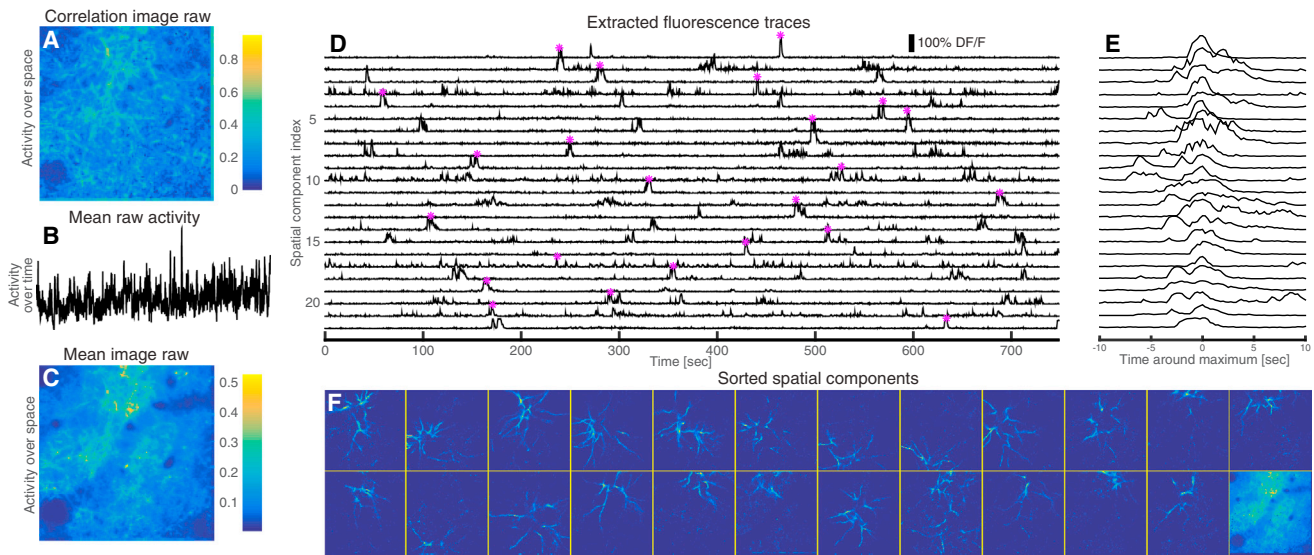 Correlation image raw
A
Activity over space
0.8
0.6
0.4
0.2
0
Mean raw activity
B
Activity
over time
Mean image raw
C
Activity over space
0.5
0.4
0.3
0.2
0.1
Extracted fluorescence traces
D
100% DF/F
Spatial component index
5
10
15
20
0
100
200
300
400
500
600
700
Time [sec]
E
-10
-5
0
5
10
Time around maximum [sec]
Sorted spatial components
F